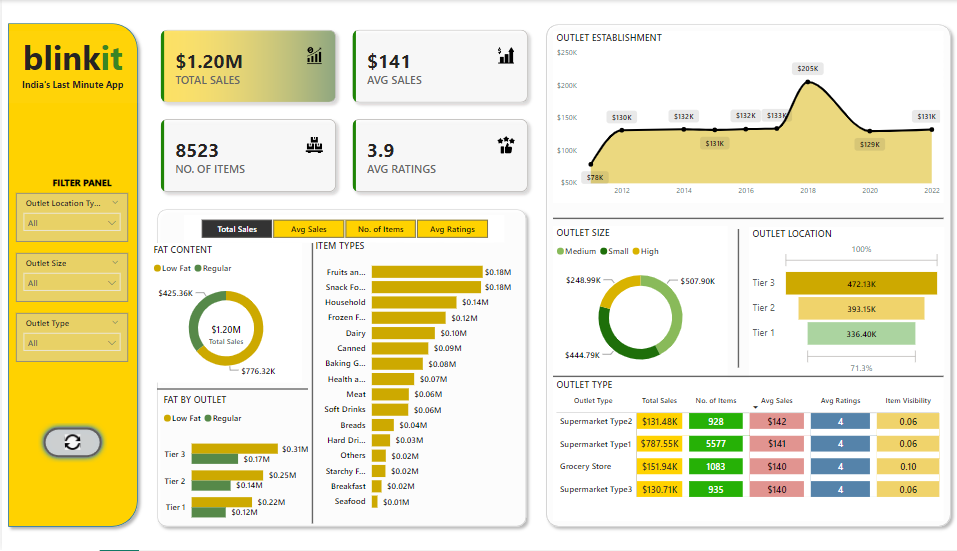 blinkit
India's Last Minute App
FILTER PANEL
Outlet Location Ty...
All
Outlet Size
All
Outlet Type
All
$1.20M
TOTAL SALES
$141
AVG SALES
8523
NO. OF ITEMS
3.9
AVG RATINGS
Total Sales Avg Sales No. of Items Avg Ratings
FAT CONTENT
Low Fat Regular
$425.36K
$1.20M
Total Sales
$776.32K
FAT BY OUTLET
Low Fat Regular
Tier 3 $0.31M
$0.17M
Tier 2 $0.25M
$0.14M
Tier 1 $0.22M
$0.12M
ITEM TYPES
Fruits an... $0.18M
Snack Fo... $0.18M
Household $0.14M
Frozen F... $0.12M
Dairy $0.10M
Canned $0.09M
Baking G... $0.08M
Health a... $0.07M
Meat $0.06M
Soft Drinks $0.06M
Breads $0.04M
Hard Dri... $0.03M
Others $0.02M
Starchy F... $0.02M
Breakfast $0.02M
Seafood $0.01M
OUTLET ESTABLISHMENT
$250K
$200K
$150K
$100K
$50K
$78K
$130K
$132K
$131K
$132K
$133K
$205K
$129K
$131K
2012 2014 2016 2018 2020 2022
OUTLET SIZE
Medium Small High
$248.99K
$507.90K
$444.79K
OUTLET LOCATION
100%
Tier 3 472.13K
Tier 2 393.15K
Tier 1 336.40K
71.3%
OUTLET TYPE
Outlet Type Total Sales No. of Items Avg Sales Avg Ratings Item Visibility
Supermarket Type2 $131.48K 928 $142 4 0.06
Supermarket Type1 $787.55K 5577 $141 4 0.06
Grocery Store $151.94K 1083 $140 4 0.10
Supermarket Type3 $130.71K 935 $140 4 0.06